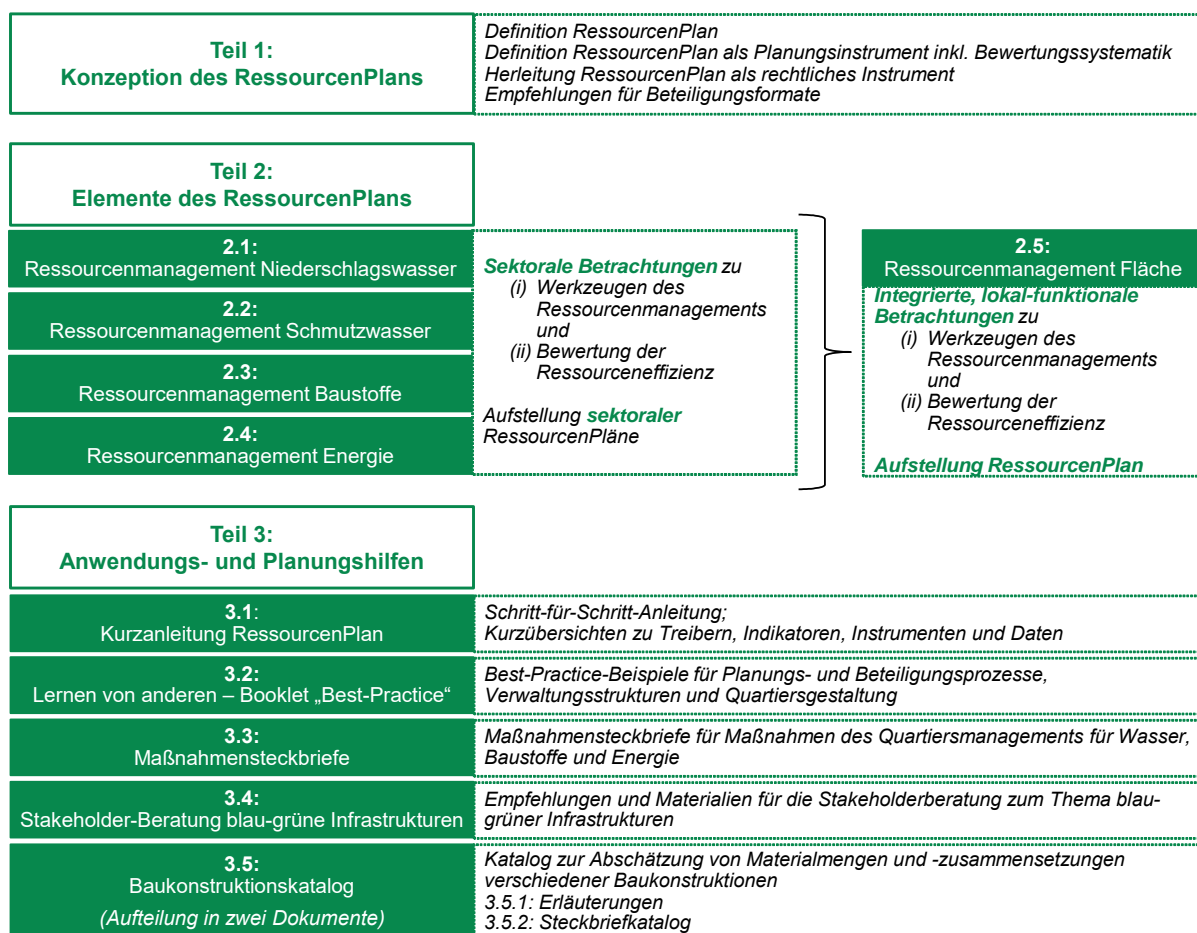 Teil 1:
Konzeption des RessourcenPlans
Definition RessourcenPlan
Definition RessourcenPlan als Planungsinstrument inkl. Bewertungssystematik
Herleitung RessourcenPlan als rechtliches Instrument
Empfehlungen für Beteiligungsformate
Teil 2:
Elemente des RessourcenPlans
2.1:
Ressourcenmanagement Niederschlagswasser
2.2:
Ressourcenmanagement Schmutzwasser
2.3:
Ressourcenmanagement Baustoffe
2.4:
Ressourcenmanagement Energie
Sektorale Betrachtungen zu
(i) Werkzeugen des
Ressourcenmanagements
und
(ii) Bewertung der
Ressourceneffizienz
Aufstellung sektoraler
RessourcenPläne
2.5:
Ressourcenmanagement Fläche
Integrierte, lokal-funktionale
Betrachtungen zu
(i) Werkzeugen des
Ressourcenmanagements
und
(ii) Bewertung der
Ressourceneffizienz
Aufstellung RessourcenPlan
Teil 3:
Anwendungs- und Planungshilfen
3.1:
Kurzanleitung RessourcenPlan
Schritt-für-Schritt-Anleitung;
Kurzübersichten zu Treibern, Indikatoren, Instrumenten und Daten
3.2:
Lernen von anderen – Booklet „Best-Practice“
Best-Practice-Beispiele für Planungs- und Beteiligungsprozesse,
Verwaltungsstrukturen und Quartiersgestaltung
3.3:
Maßnahmensteckbriefe
Maßnahmensteckbriefe für Maßnahmen des Quartiersmanagements für Wasser,
Baustoffe und Energie
3.4:
Stakeholder-Beratung blau-grüne Infrastrukturen
Empfehlungen und Materialien für die Stakeholderberatung zum Thema blau-
grüner Infrastrukturen
3.5:
Baukonstruktionskatalog
(Aufteilung in zwei Dokumente)
Katalog zur Abschätzung von Materialmengen und -zusammensetzungen
verschiedener Baukonstruktionen
3.5.1: Erläuterungen
3.5.2: Steckbriefkatalog